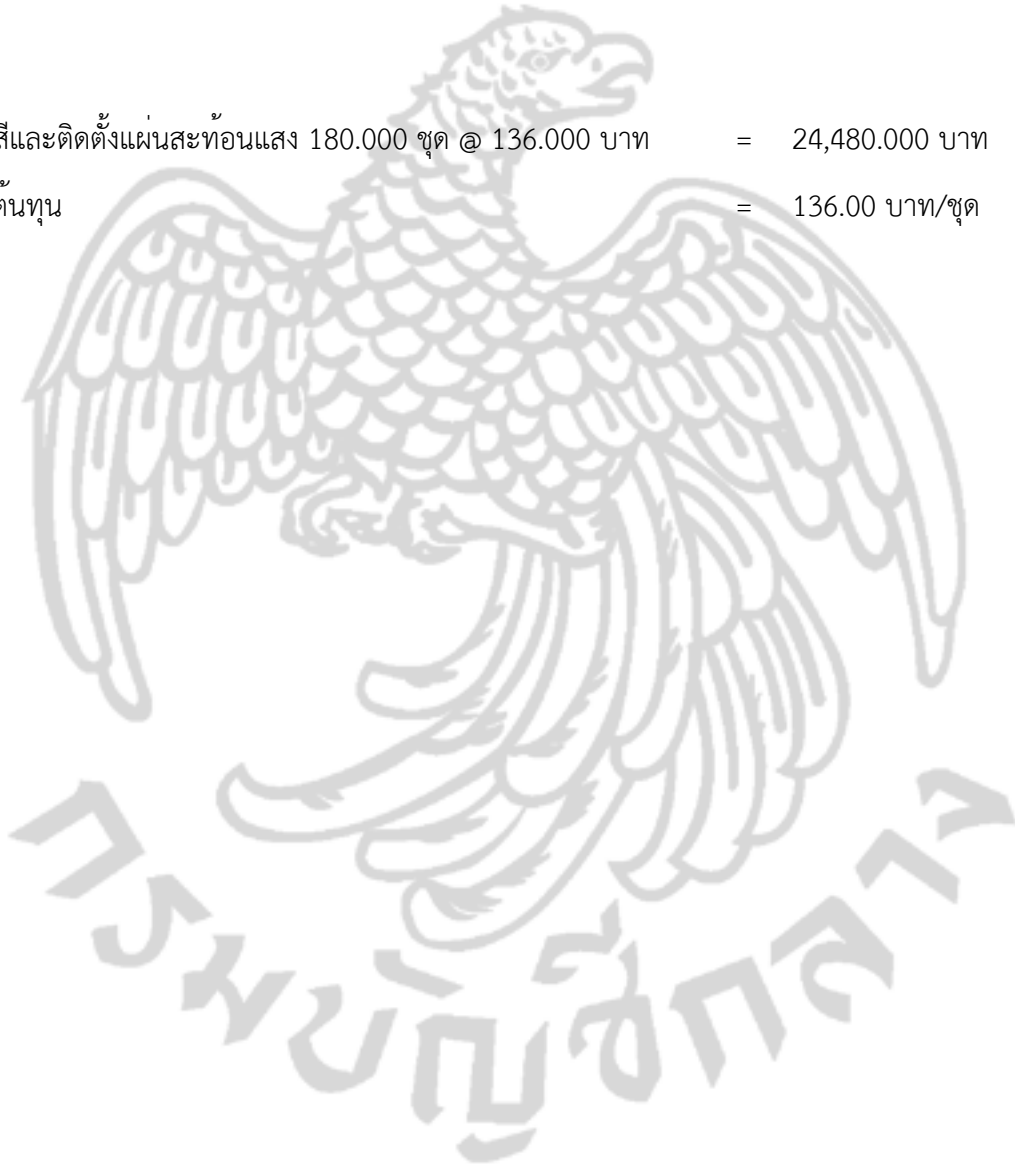 สีและติดตั้งแผ่นสะท้อนแสง 180.000 ชุด @ 136.000 บาท = 24,480.000 บาท
ต้นทุน = 136.00 บาท/ชุด
กรมบัญชีกลาง